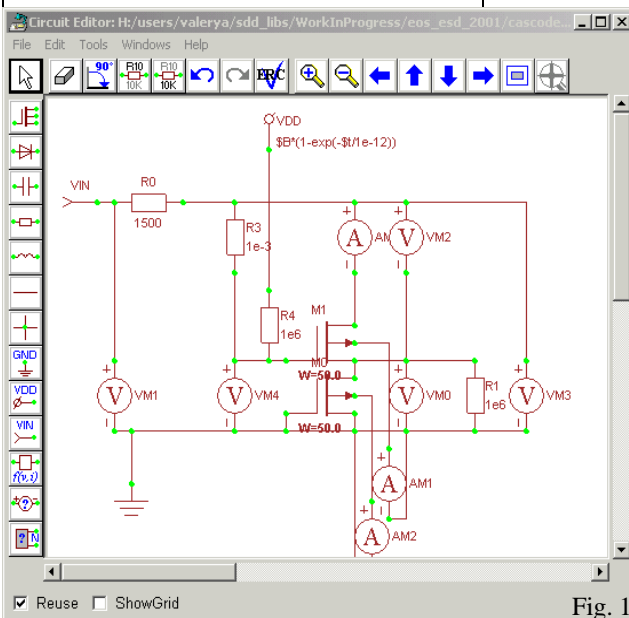 Circuit Editor: H:/users/valerya/sdd_libs/WorkInProgress/eos_esd_2001/cascode...
File Edit Tools Windows Help
90° R10 10K R10 10K ERC
VDD
$B*(1-exp(-$t/1e-12))
VIN
R0
1500
R3
1e-3
A
AM
V
VM2
R4
1e6
M1
M0
W=50.0
GND
VDD
VIN
f(v,i)
?
? N
V
VM1
V
VM4
V
VM0
R1
1e6
V
VM3
W=50.0
A
AM1
A
AM2
Reuse ShowGrid
Fig. 1